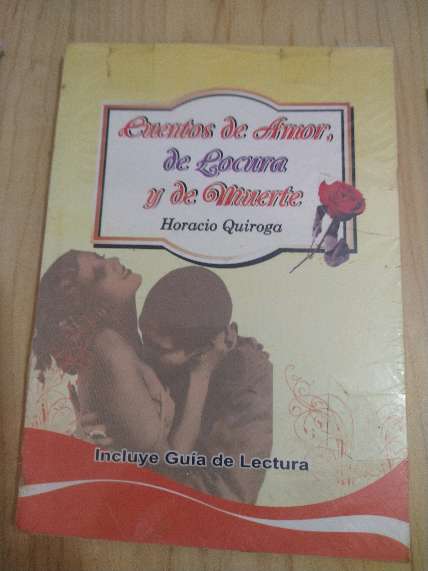 Cuentos de Amor,
de Locura
y de Muerte
Horacio Quiroga
Incluye Guía de Lectura